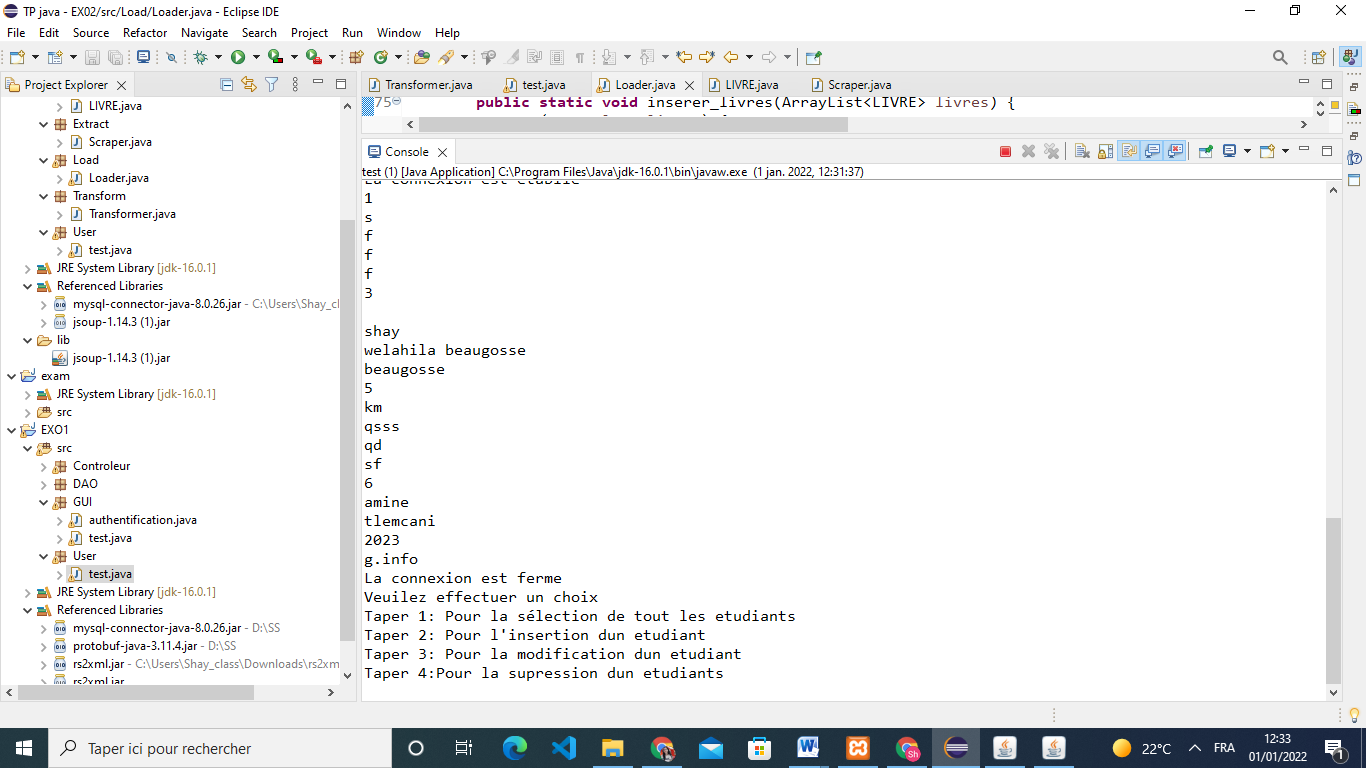 TP java - EX02/src/Load/Loader.java - Eclipse IDE
File Edit Source Refactor Navigate Search Project Run Window Help
Project Explorer
Transformer.java test.java Loader.java LIVRE.java Scraper.java
75 public static void inserer_livres(ArrayList<LIVRE> livres) {
LIVRE.java
Extract
Scraper.java
Load
Loader.java
Transform
Transformer.java
User
test.java
JRE System Library [jdk-16.0.1]
Referenced Libraries
mysql-connector-java-8.0.26.jar - C:\Users\Shay_cl
jsoup-1.14.3 (1).jar
lib
jsoup-1.14.3 (1).jar
exam
JRE System Library [jdk-16.0.1]
src
EXO1
src
Controleur
DAO
GUI
authentification.java
test.java
User
test.java
JRE System Library [jdk-16.0.1]
Referenced Libraries
mysql-connector-java-8.0.26.jar - D:\SS
protobuf-java-3.11.4.jar - D:\SS
rs2xml.jar - C:\Users\Shay_class\Downloads\rs2xm
rs2xml.jar
Console
test (1) [Java Application] C:\Program Files\Java\jdk-16.0.1\bin\javaw.exe (1 jan. 2022, 12:31:37)
La connexion est etablie
1
s
f
f
f
3
shay
welahila beaugosse
beaugosse
5
km
qsss
qd
sf
6
amine
tlemcani
2023
g.info
La connexion est ferme
Veuilez effectuer un choix
Taper 1: Pour la sélection de tout les etudiants
Taper 2: Pour l'insertion dun etudiant
Taper 3: Pour la modification dun etudiant
Taper 4:Pour la supression dun etudiants
Taper ici pour rechercher
Sh
22°C
FRA
12:33
01/01/2022
1